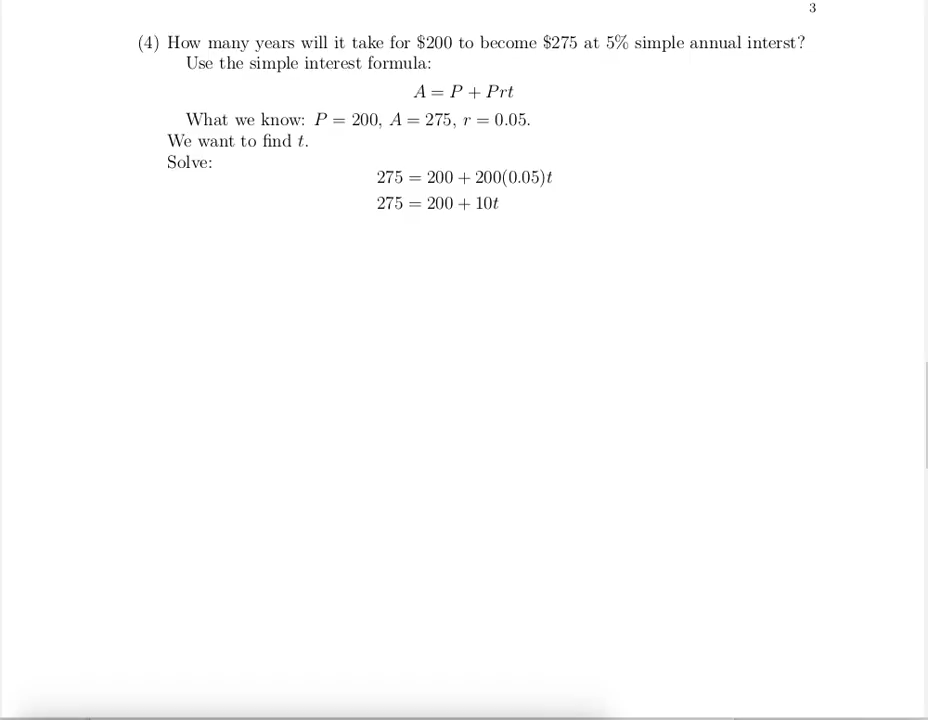 3
(4) How many years will it take for $200 to become $275 at 5% simple annual interst?
Use the simple interest formula:
A = P + Prt
What we know: P = 200, A = 275, r = 0.05.
We want to find t.
Solve:
275 = 200 + 200(0.05)t
275 = 200 + 10t